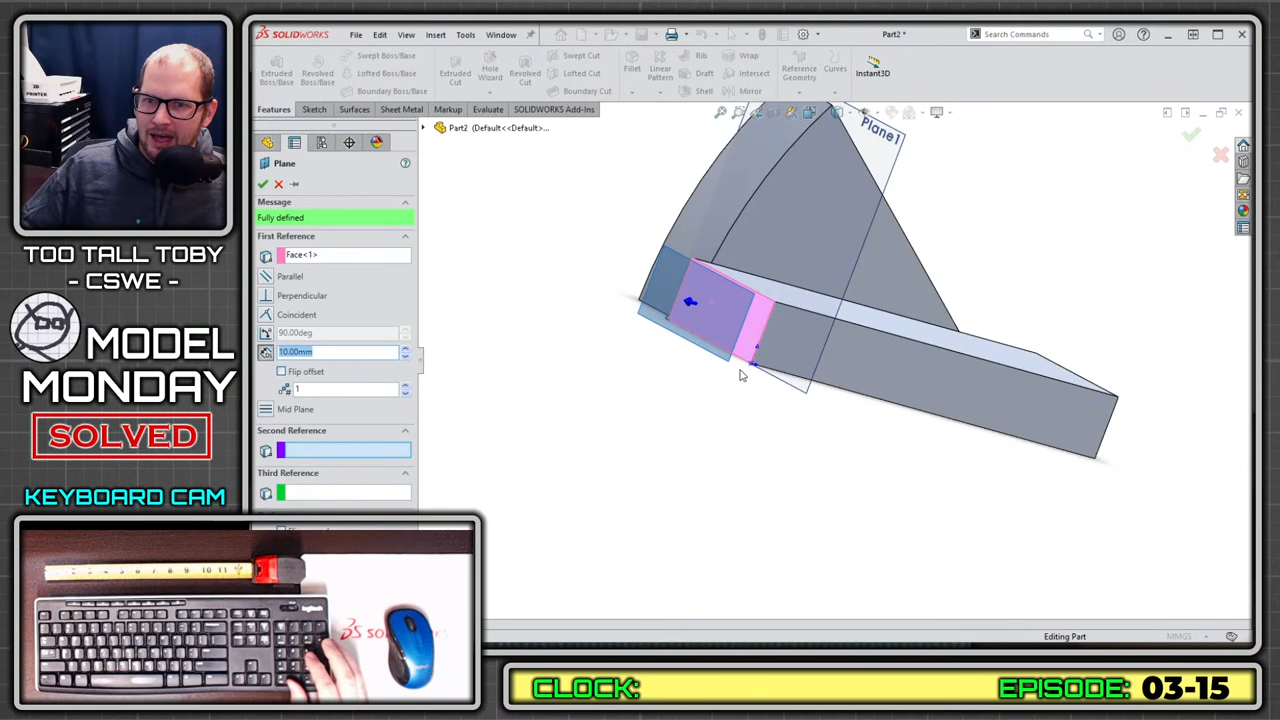 SOLIDWORKS File Edit View Insert Tools Window Part2 * Search Commands
Extruded Boss/Base
Revolved Boss/Base
Swept Boss/Base
Lofted Boss/Base
Boundary Boss/Base
Extruded Cut
Hole Wizard
Revolved Cut
Swept Cut
Lofted Cut
Boundary Cut
Fillet
Linear Pattern
Rib
Draft
Shell
Wrap
Intersect
Mirror
Reference Geometry
Curves
Instant3D
Features Sketch Surfaces Sheet Metal Markup Evaluate SOLIDWORKS Add-Ins
Part2 (Default<<Default>...
Plane1
Plane
Message
Fully defined
First Reference
Face<1>
Parallel
Perpendicular
Coincident
90.00deg
10.00mm
Flip offset
1
Mid Plane
Second Reference
Third Reference
Editing Part MMGS
3D PRINTER
TOO TALL TOBY
- CSWE -
MODEL
MONDAY
SOLVED
KEYBOARD CAM
logitech
CLOCK:
EPISODE: 03-15